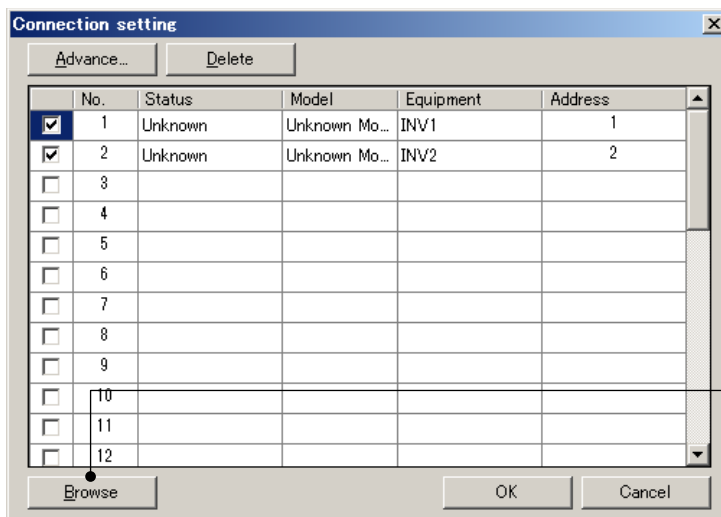 Connection setting
Advance... Delete
No. Status Model Equipment Address
1 Unknown Unknown Mo... INV1 1
2 Unknown Unknown Mo... INV2 2
3
4
5
6
7
8
9
10
11
12
Browse OK Cancel